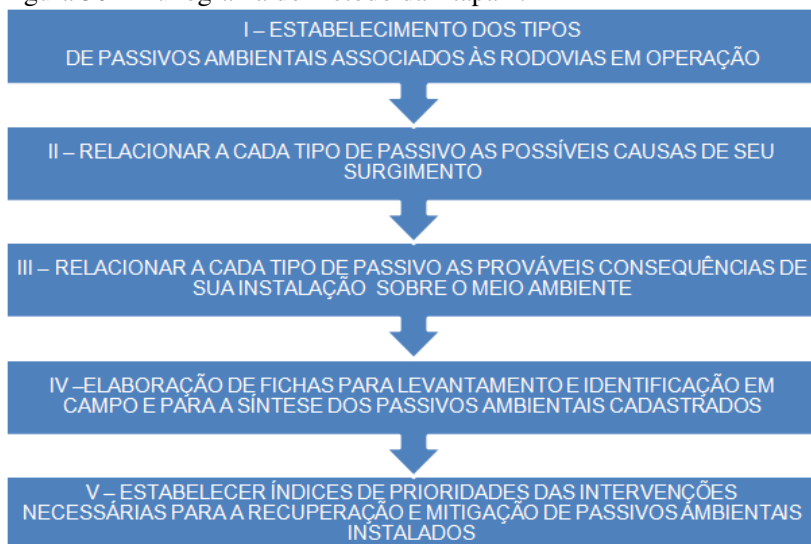 I – ESTABELECIMENTO DOS TIPOS
DE PASSIVOS AMBIENTAIS ASSOCIADOS ÀS RODOVIAS EM OPERAÇÃO
II – RELACIONAR A CADA TIPO DE PASSIVO AS POSSÍVEIS CAUSAS DE SEU
SURGIMENTO
III – RELACIONAR A CADA TIPO DE PASSIVO AS PROVÁVEIS CONSEQUÊNCIAS DE
SUA INSTALAÇÃO SOBRE O MEIO AMBIENTE
IV –ELABORAÇÃO DE FICHAS PARA LEVANTAMENTO E IDENTIFICAÇÃO EM
CAMPO E PARA A SÍNTESE DOS PASSIVOS AMBIENTAIS CADASTRADOS
V – ESTABELECER ÍNDICES DE PRIORIDADES DAS INTERVENÇÕES
NECESSÁRIAS PARA A RECUPERAÇÃO E MITIGAÇÃO DE PASSIVOS AMBIENTAIS
INSTALADOS